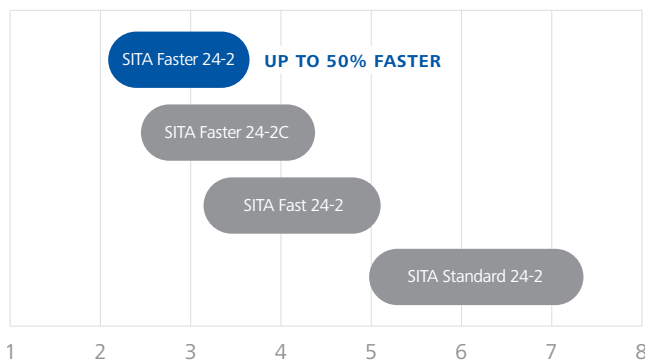 SITA Faster 24-2
UP TO 50% FASTER
SITA Faster 24-2C
SITA Fast 24-2
SITA Standard 24-2
1 2 3 4 5 6 7 8